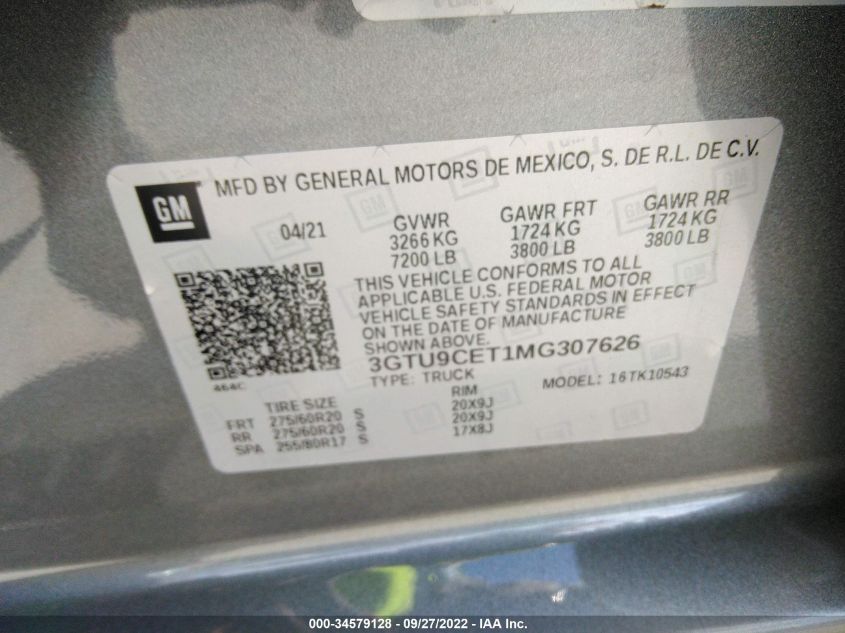 MFD BY GENERAL MOTORS DE MEXICO, S. DE R.L. DE C.V.
GM
04/21
GVWR GAWR FRT GAWR RR
3266 KG 1724 KG 1724 KG
7200 LB 3800 LB 3800 LB
THIS VEHICLE CONFORMS TO ALL
APPLICABLE U.S. FEDERAL MOTOR
VEHICLE SAFETY STANDARDS IN EFFECT
ON THE DATE OF MANUFACTURE
SHOWN ABOVE.
3GTU9CET1MG307626
464C
TYPE: TRUCK MODEL: 16TK10543
TIRE SIZE RIM
FRT 275/60R20 S 20X9J
RR 275/60R20 S 20X9J
SPA 255/80R17 S 17X8J
000-34579128 - 09/27/2022 - IAA Inc.